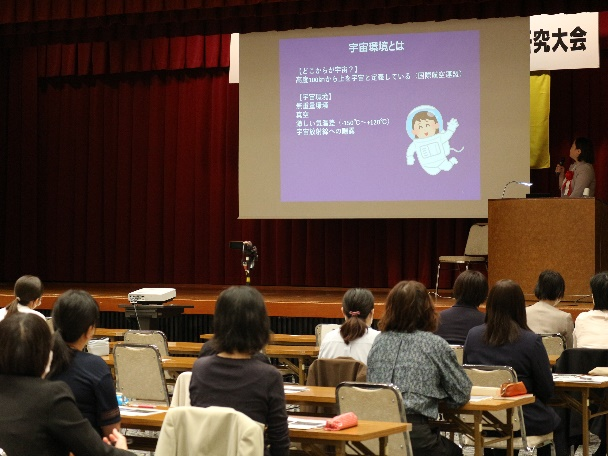 究大会
宇宙環境とは
【どこからが宇宙？】
高度100kmから上を宇宙と定義している（国際航空連盟）
【宇宙環境】
微重量環境
真空
激しい気温差（-150℃～+120℃）
宇宙放射線への曝露